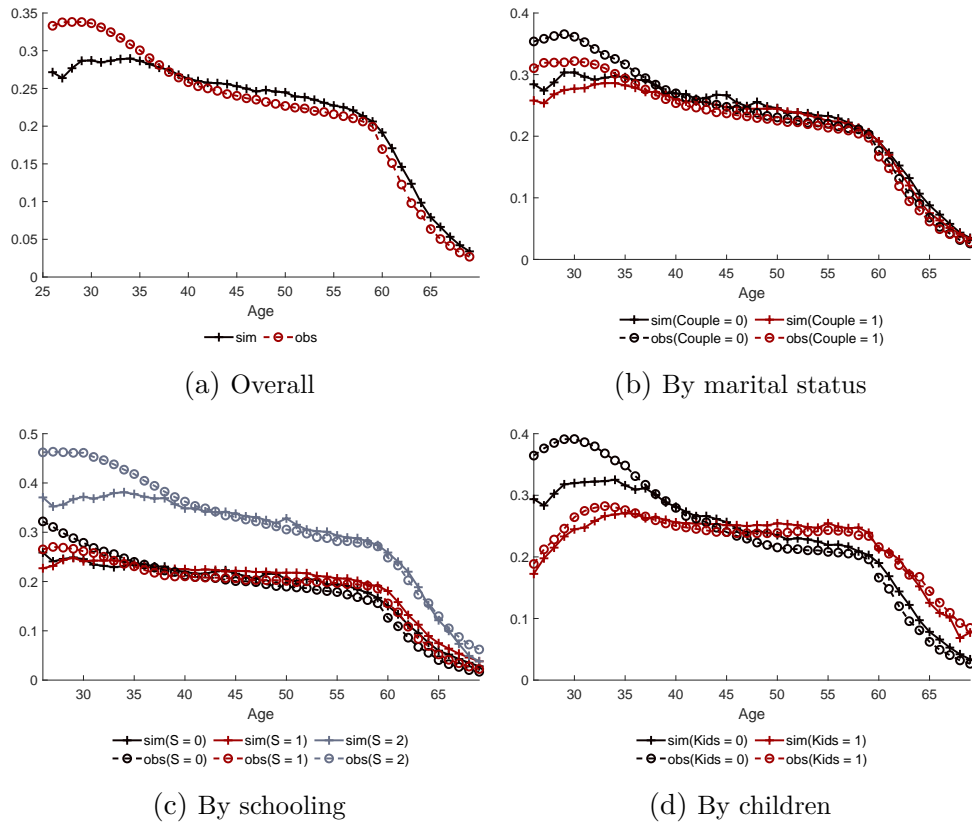 0.35
0.3
0.25
0.2
0.15
0.1
0.05
0
25 30 35 40 45 50 55 60 65
Age
sim obs
(a) Overall
0.4
0.3
0.2
0.1
0
30 35 40 45 50 55 60 65
Age
sim(Couple = 0) sim(Couple = 1)
obs(Couple = 0) obs(Couple = 1)
(b) By marital status
0.5
0.4
0.3
0.2
0.1
0
30 35 40 45 50 55 60 65
Age
sim(S = 0) sim(S = 1) sim(S = 2)
obs(S = 0) obs(S = 1) obs(S = 2)
(c) By schooling
0.4
0.3
0.2
0.1
0
30 35 40 45 50 55 60 65
Age
sim(Kids = 0) sim(Kids = 1)
obs(Kids = 0) obs(Kids = 1)
(d) By children